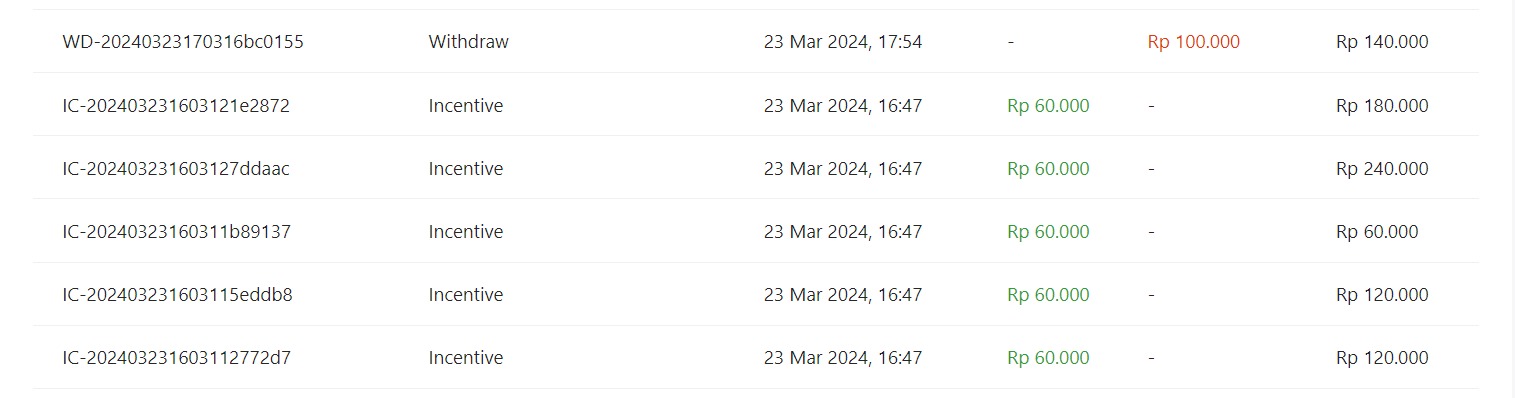 WD-20240323170316bc0155 Withdraw 23 Mar 2024, 17:54 - Rp 100.000 Rp 140.000
IC-202403231603121e2872 Incentive 23 Mar 2024, 16:47 Rp 60.000 - Rp 180.000
IC-202403231603127ddaac Incentive 23 Mar 2024, 16:47 Rp 60.000 - Rp 240.000
IC-20240323160311b89137 Incentive 23 Mar 2024, 16:47 Rp 60.000 - Rp 60.000
IC-202403231603115eddb8 Incentive 23 Mar 2024, 16:47 Rp 60.000 - Rp 120.000
IC-202403231603112772d7 Incentive 23 Mar 2024, 16:47 Rp 60.000 - Rp 120.000